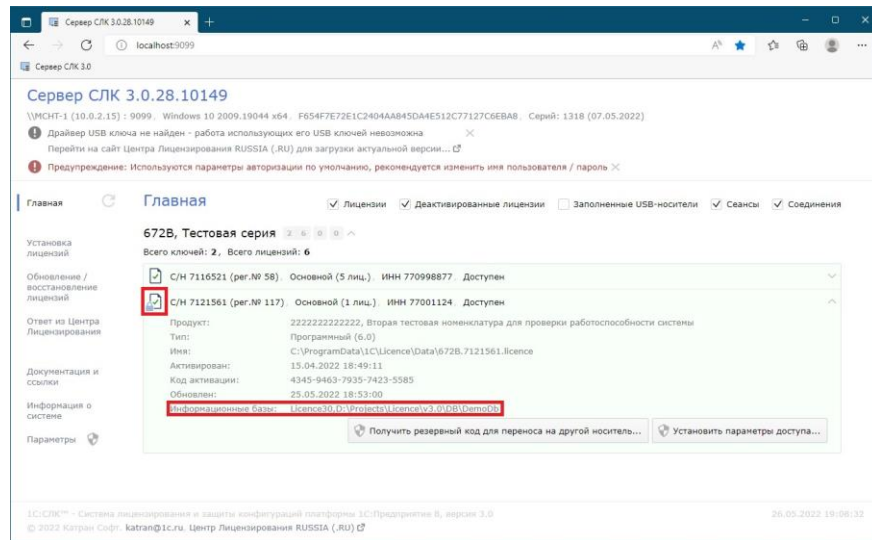 Сервер СЛК 3.0.28.10149
localhost:9099
Сервер СЛК 3.0
Сервер СЛК 3.0.28.10149
\\МСНТ-1 (10.0.2.15) : 9099, Windows 10 2009.19044 x64, F654F7E72E1C2404AA845DA4E512C77127C6EBA8, Серий: 1318 (07.05.2022)
Драйвер USB ключа не найден - работа использующих его USB ключей невозможна
Перейти на сайт Центра Лицензирования RUSSIA (.RU) для загрузки актуальной версии...
Предупреждение: Используются параметры авторизации по умолчанию, рекомендуется изменить имя пользователя / пароль
Главная
Установка
лицензий
Обновление /
восстановление
лицензий
Ответ из Центра
Лицензирования
Документация и
ссылки
Информация о
системе
Параметры
Главная
Лицензии Деактивированные лицензии Заполненные USB-носители Сеансы Соединения
672B, Тестовая серия 2 6 0 0
Всего ключей: 2, Всего лицензий: 6
С/Н 7116521 (рег.№ 58), Основной (5 лиц.), ИНН 770998877, Доступен
С/Н 7121561 (рег.№ 117), Основной (1 лиц.), ИНН 77001124, Доступен
Продукт: 2222222222222, Вторая тестовая номенклатура для проверки работоспособности системы
Тип: Программный (6.0)
Имя: C:\ProgramData\1C\Licence\Data\672B.7121561.licence
Активирован: 15.04.2022 18:49:11
Код активации: 4345-9463-7935-7423-5585
Обновлен: 25.05.2022 18:53:00
Информационные базы: Licence30,D:\Projects\Licence\v3.0\DB\DemoDb
Получить резервный код для переноса на другой носитель... Установить параметры доступа...
1С:СЛК™ - Система лицензирования и защиты конфигураций платформы 1С:Предприятие 8, версия 3.0 26.05.2022 19:08:32
© 2022 Катран Софт. katran@1c.ru. Центр Лицензирования RUSSIA (.RU)